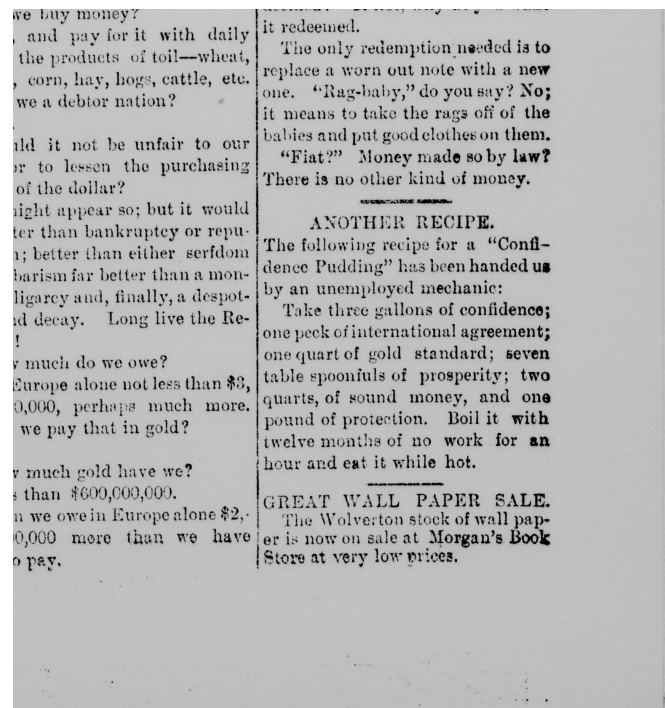 we buy money?
, and pay for it with daily
the products of toil—wheat,
, corn, hay, hogs, cattle, etc.
we a debtor nation?
ld it not be unfair to our
or to lessen the purchasing
of the dollar?
night appear so; but it would
ter than bankruptcy or repu-
n; better than either serfdom
barism far better than a mon-
ligarcy and, finally, a despot-
nd decay. Long live the Re-
!
w much do we owe?
Europe alone not less than $3,
0,000, perhaps much more.
we pay that in gold?
w much gold have we?
s than $600,000,000.
n we owe in Europe alone $2,-
00,000 more than we have
o pay.
it redeemed.
The only redemption needed is to
replace a worn out note with a new
one. “Rag-baby,” do you say? No;
it means to take the rags off of the
babies and put good clothes on them.
“Fiat?” Money made so by law?
There is no other kind of money.
ANOTHER RECIPE.
The following recipe for a “Confi-
dence Pudding” has been handed us
by an unemployed mechanic:
Take three gallons of confidence;
one peck of international agreement;
one quart of gold standard; seven
table spoonfuls of prosperity; two
quarts, of sound money, and one
pound of protection. Boil it with
twelve months of no work for an
hour and eat it while hot.
GREAT WALL PAPER SALE.
The Wolverton stock of wall pap-
er is now on sale at Morgan's Book
Store at very low prices.